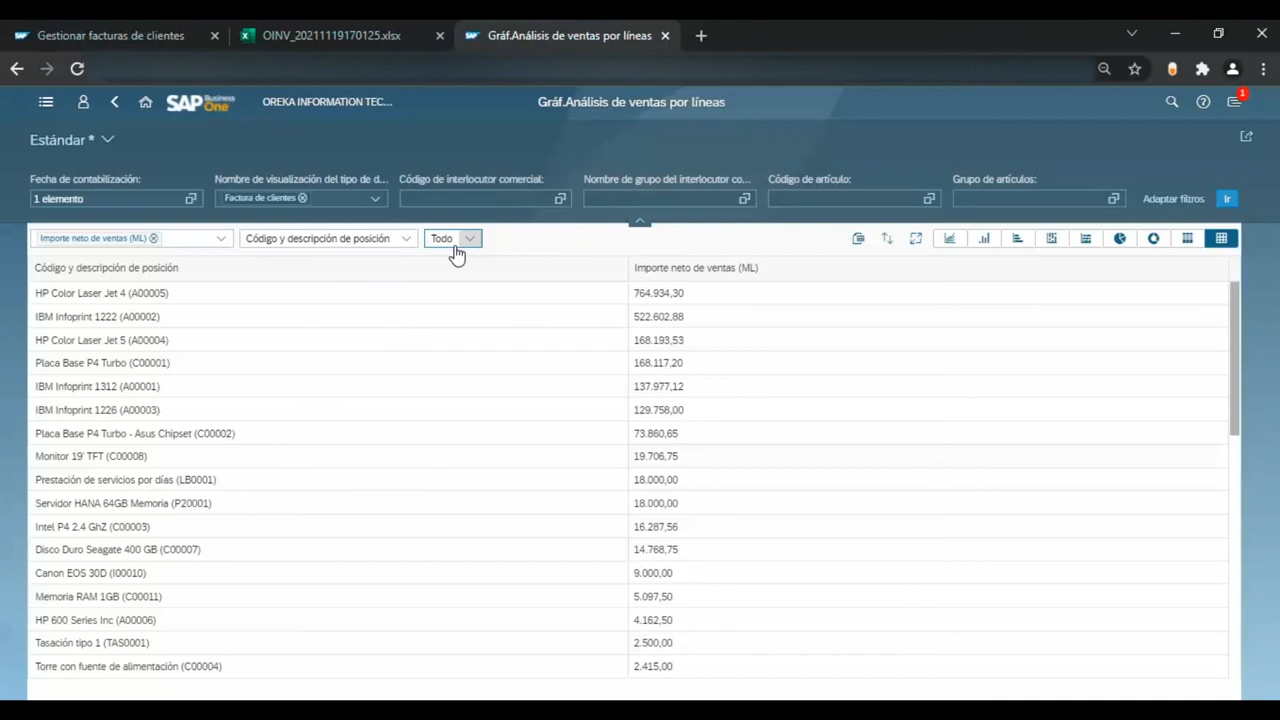 Gestionar facturas de clientes
OINV_20211119170125.xlsx
Gráf.Análisis de ventas por líneas
SAP Business One
OREKA INFORMATION TEC...
Gráf.Análisis de ventas por líneas
1
Estándar *
Fecha de contabilización:
Nombre de visualización del tipo de d...
Código de interlocutor comercial:
Nombre de grupo del interlocutor co...
Código de artículo:
Grupo de artículos:
1 elemento
Factura de clientes
Adaptar filtros
Ir
Importe neto de ventas (ML)
Código y descripción de posición
Todo
Código y descripción de posición
Importe neto de ventas (ML)
HP Color Laser Jet 4 (A00005)
764.934,30
IBM Infoprint 1222 (A00002)
522.602,88
HP Color Laser Jet 5 (A00004)
168.193,53
Placa Base P4 Turbo (C00001)
168.117,20
IBM Infoprint 1312 (A00001)
137.977,12
IBM Infoprint 1226 (A00003)
129.758,00
Placa Base P4 Turbo - Asus Chipset (C00002)
73.860,65
Monitor 19' TFT (C00008)
19.706,75
Prestación de servicios por días (LB0001)
18.000,00
Servidor HANA 64GB Memoria (P20001)
18.000,00
Intel P4 2.4 GhZ (C00003)
16.287,56
Disco Duro Seagate 400 GB (C00007)
14.768,75
Canon EOS 30D (I00010)
9.000,00
Memoria RAM 1GB (C00011)
5.097,50
HP 600 Series Inc (A00006)
4.162,50
Tasación tipo 1 (TAS0001)
2.500,00
Torre con fuente de alimentación (C00004)
2.415,00